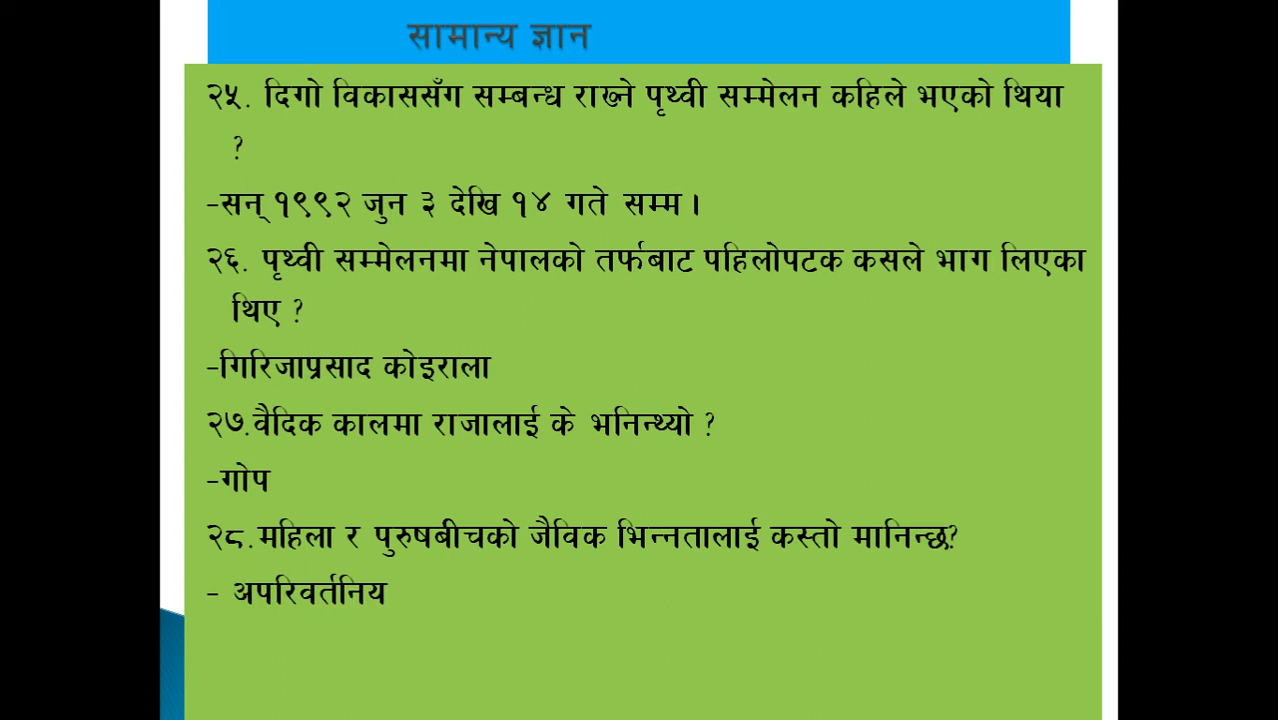 सामान्य ज्ञान
२५. दिगो विकाससँग सम्बन्ध राख्ने पृथ्वी सम्मेलन कहिले भएको थिया
?
-सन् १९९२ जुन ३ देखि १४ गते सम्म।
२६. पृथ्वी सम्मेलनमा नेपालको तर्फबाट पहिलोपटक कसले भाग लिएका
थिए ?
-गिरिजाप्रसाद कोइराला
२७.वैदिक कालमा राजालाई के भनिन्थ्यो ?
-गोप
२८.महिला र पुरुषबीचको जैविक भिन्नतालाई कस्तो मानिन्छ?
- अपरिवर्तनिय